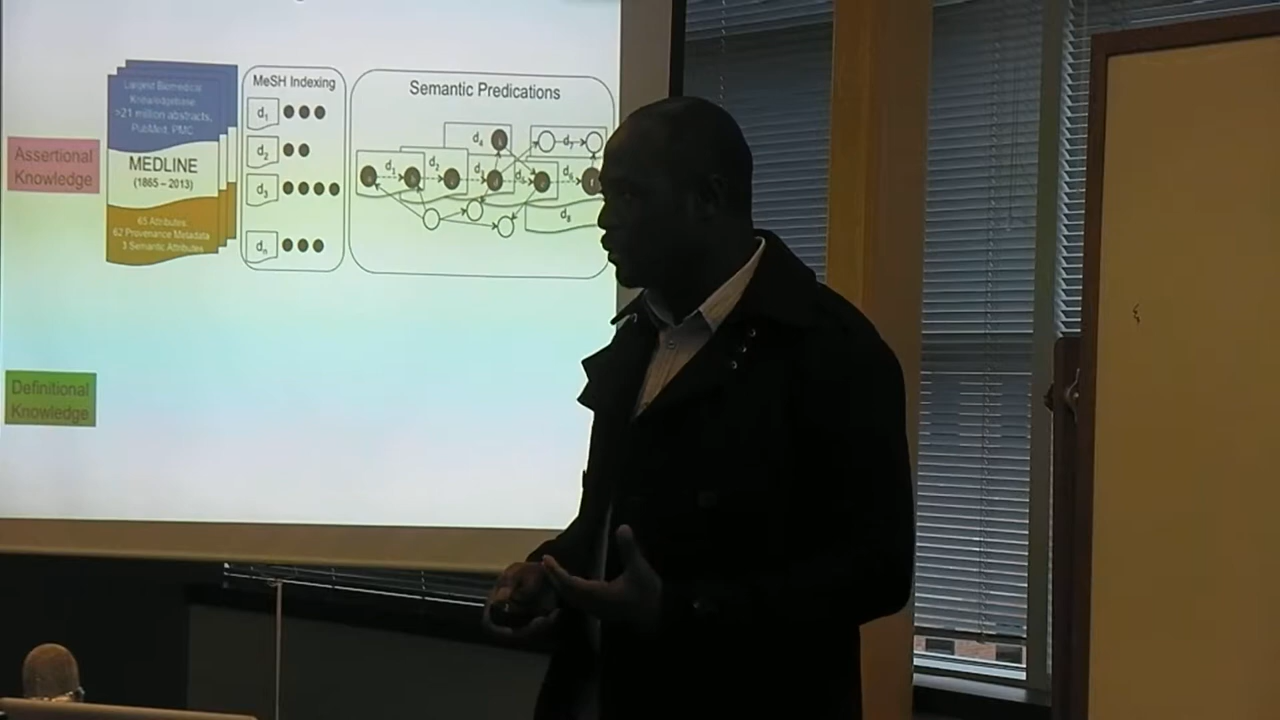 Assertional
Knowledge
Largest Biomedical
Knowledgebase
>21 million abstracts,
PubMed, PMC
MEDLINE
(1865 – 2013)
65 Attributes
62 Provenance Metadata
3 Semantic Attributes
MeSH Indexing
d1
d2
d3
dn
Semantic Predications
d4
d7
d1
d2
d3
d5
d6
d8
Definitional
Knowledge